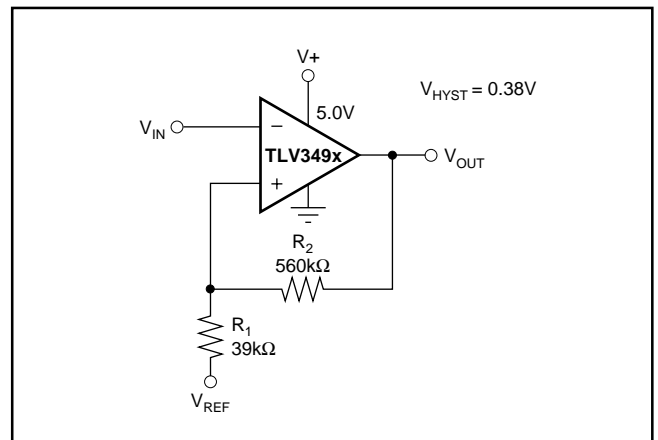 V+
V_HYST = 0.38V
5.0V
V_IN
−
TLV349x
V_OUT
+
R_2
560kΩ
R_1
39kΩ
V_REF